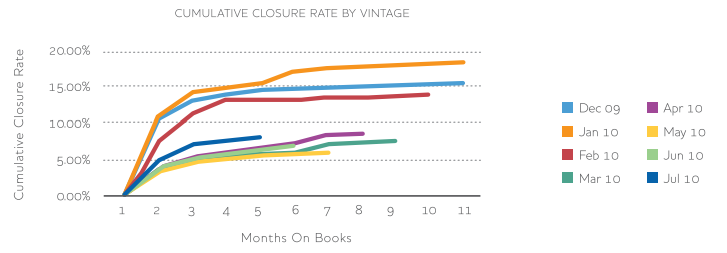 CUMULATIVE CLOSURE RATE BY VINTAGE
Cumulative Closure Rate
20.00%
15.00%
10.00%
5.00%
0.00%
1 2 3 4 5 6 7 8 9 10 11
Months On Books
Dec 09 Apr 10
Jan 10 May 10
Feb 10 Jun 10
Mar 10 Jul 10